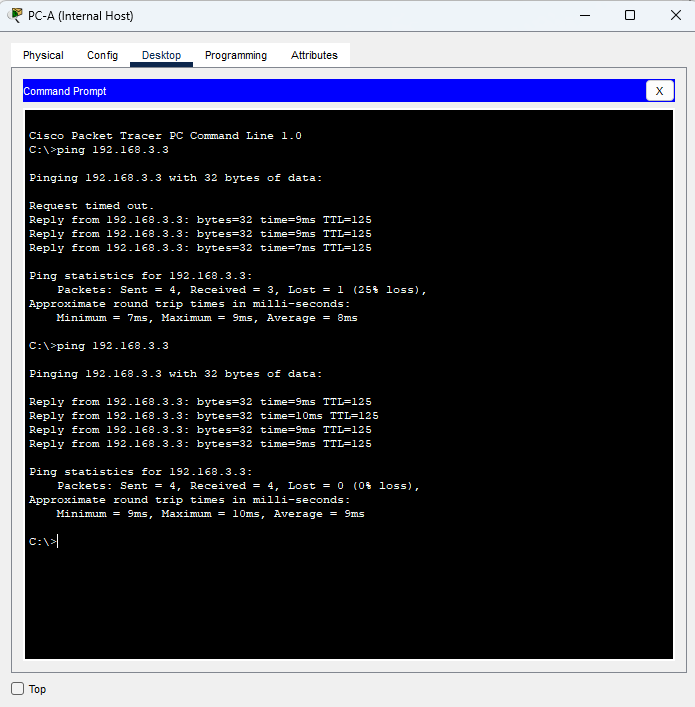 PC-A (Internal Host)
Physical Config Desktop Programming Attributes
Command Prompt X
Cisco Packet Tracer PC Command Line 1.0
C:\>ping 192.168.3.3
Pinging 192.168.3.3 with 32 bytes of data:
Request timed out.
Reply from 192.168.3.3: bytes=32 time=9ms TTL=125
Reply from 192.168.3.3: bytes=32 time=9ms TTL=125
Reply from 192.168.3.3: bytes=32 time=7ms TTL=125
Ping statistics for 192.168.3.3:
    Packets: Sent = 4, Received = 3, Lost = 1 (25% loss),
Approximate round trip times in milli-seconds:
    Minimum = 7ms, Maximum = 9ms, Average = 8ms
C:\>ping 192.168.3.3
Pinging 192.168.3.3 with 32 bytes of data:
Reply from 192.168.3.3: bytes=32 time=9ms TTL=125
Reply from 192.168.3.3: bytes=32 time=10ms TTL=125
Reply from 192.168.3.3: bytes=32 time=9ms TTL=125
Reply from 192.168.3.3: bytes=32 time=9ms TTL=125
Ping statistics for 192.168.3.3:
    Packets: Sent = 4, Received = 4, Lost = 0 (0% loss),
Approximate round trip times in milli-seconds:
    Minimum = 9ms, Maximum = 10ms, Average = 9ms
C:\>
Top